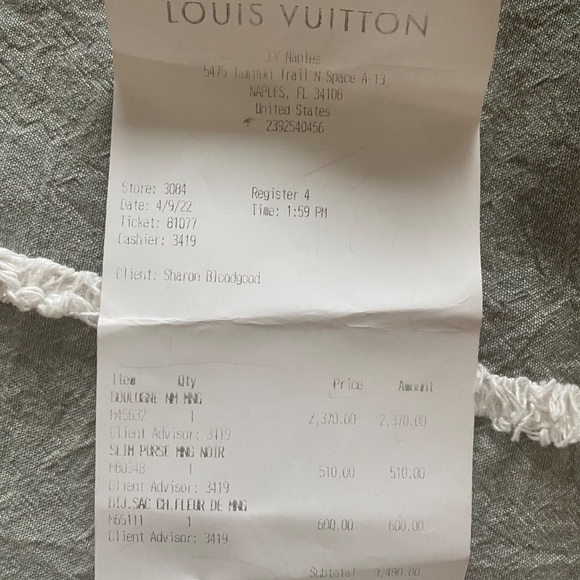 LOUIS VUITTON
LV Naples
5475 Tamiami Trail N Space A-13
NAPLES, FL 34108
United States
2392540456
Store: 3084 Register 4
Date: 4/9/22 Time: 1:59 PM
Ticket: 81077
Cashier: 3419
Client: Sharon Bloodgood
Item Qty Price Amount
BOULOGNE NM MNG
M45832 1 2,370.00 2,370.00
Client Advisor: 3419
SLIM PURSE MNG NOIR
M80348 1 510.00 510.00
Client Advisor: 3419
BIJ.SAC CH.FLEUR DE MNG
M65111 1 600.00 600.00
Client Advisor: 3419
Subtotal 3,480.00